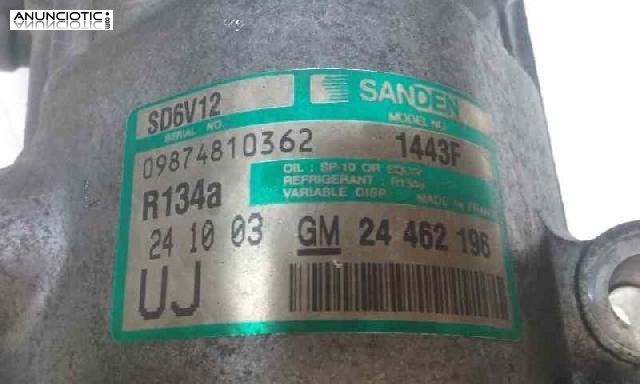 ANUNCIOTIC.com
SD6V12
SERIAL NO.
SANDEN
MODEL NO.
09874810362
1443F
OIL : SP-10 OR EQUIV
REFRIGERANT : R134a
VARIABLE DISP.
MADE IN FRANCE
R134a
24 10 03
GM 24 462 196
UJ